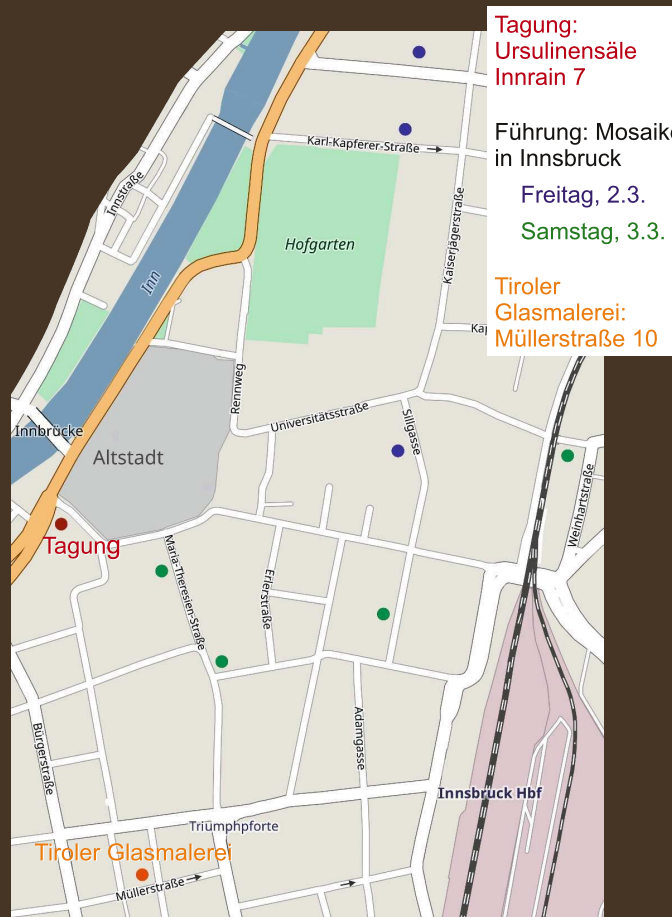 Tagung:
Ursulinensäle
Innrain 7
Führung: Mosaike
in Innsbruck
Freitag, 2.3.
Samstag, 3.3.
Tiroler
Glasmalerei:
Müllerstraße 10
Karl-Kapferer-Straße
Innstraße
Kaiserjägerstraße
Hofgarten
Inn
Kap
Rennweg
Universitätsstraße
Sillgasse
Innbrücke
Altstadt
Weinhartstraße
Tagung
Maria-Theresien-Straße
Erlerstraße
Bürgerstraße
Adamgasse
Innsbruck Hbf
Triumphpforte
Tiroler Glasmalerei
Müllerstraße